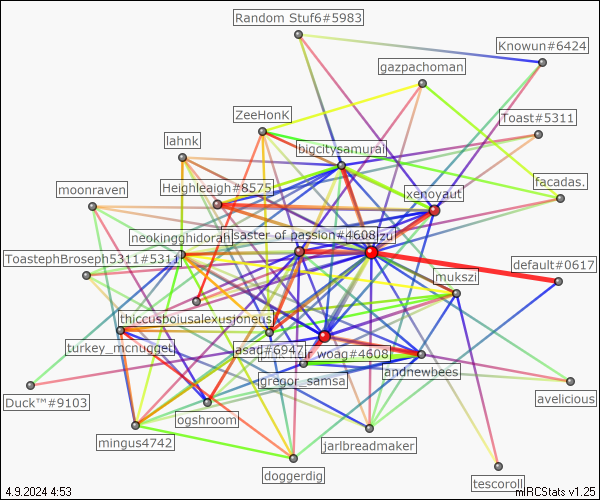 Random Stuf6#5983
Knowun#6424
gazpachoman
ZeeHonK
Toast#5311
lahnk
bigcitysamurai
facadas.
moonraven
Heighleaigh#8575
xenoyaut
neokingghidorah
saster of passion#4608
zu
ToastephBroseph5311#5311
default#0617
mukszi
thiccusboiusalexusjoneus
turkey_mcnugget
asad#6947
r woag#4608
gregor_samsa
landnewbees
Duck™#9103
avelicious
ogshroom
mingus4742
jarlbreadmaker
doggerdig
tescoroll
4.9.2024 4:53
mIRCStats v1.25